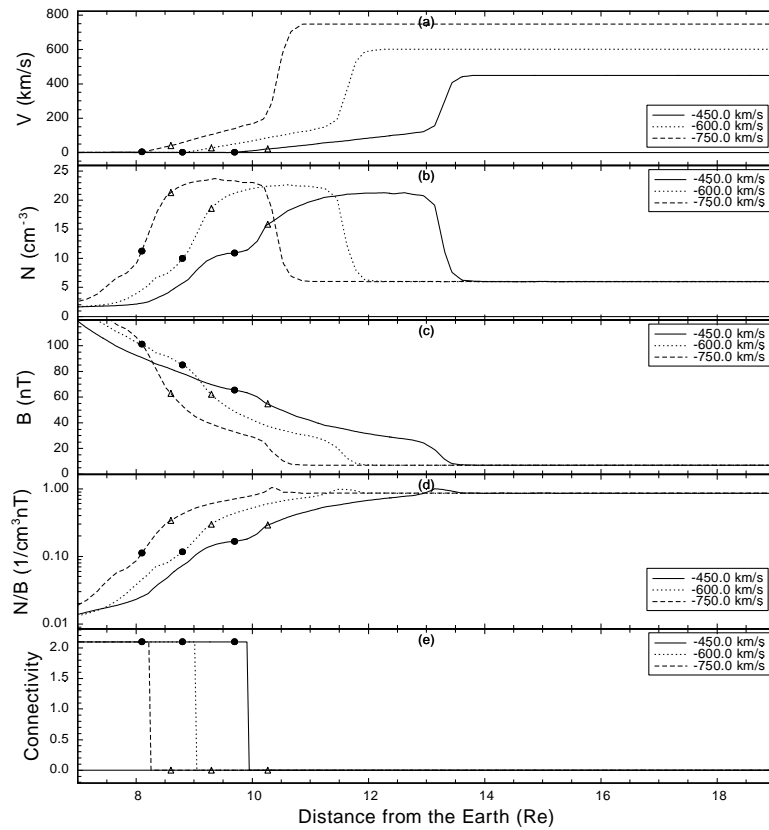 (a)
800
600
400
200
0
V (km/s)
-450.0 km/s
-600.0 km/s
-750.0 km/s
(b)
25
20
15
10
5
0
N (cm⁻³)
-450.0 km/s
-600.0 km/s
-750.0 km/s
(c)
100
80
60
40
20
0
B (nT)
-450.0 km/s
-600.0 km/s
-750.0 km/s
(d)
1.00
0.10
0.01
N/B (1/cm³nT)
-450.0 km/s
-600.0 km/s
-750.0 km/s
(e)
2.0
1.5
1.0
0.5
0.0
Connectivity
-450.0 km/s
-600.0 km/s
-750.0 km/s
8 10 12 14 16 18
Distance from the Earth (Re)